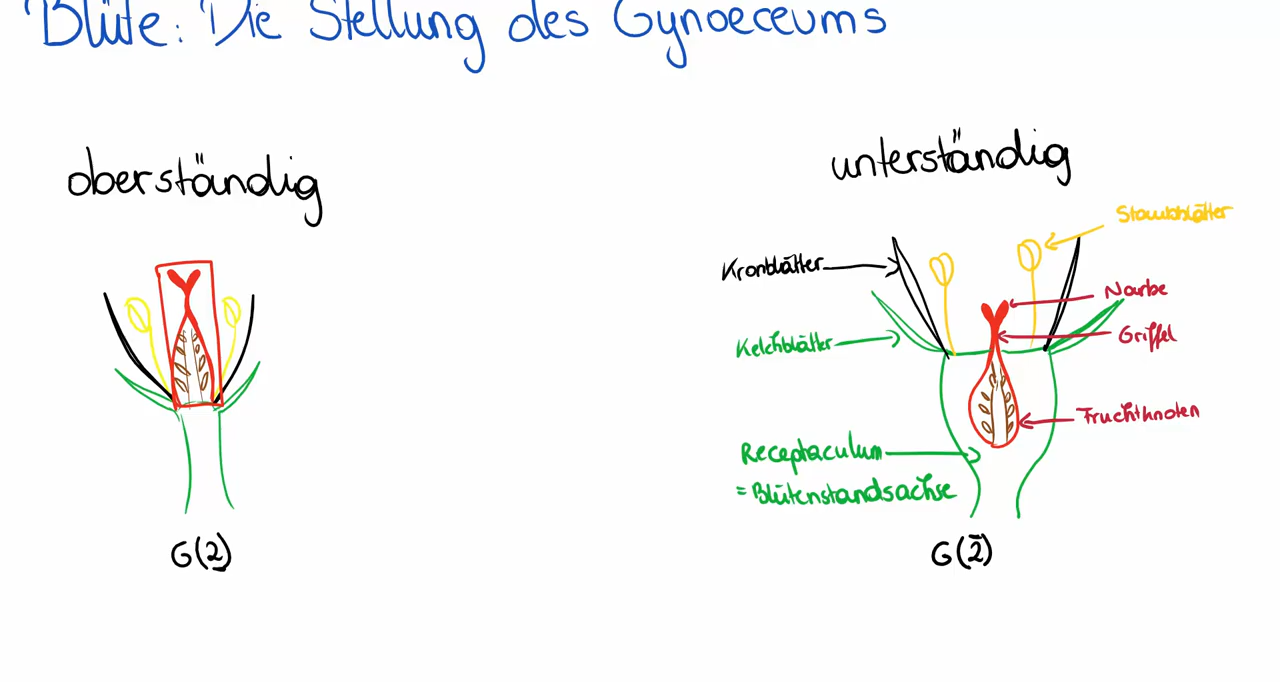 Blüte: Die Stellung des Gynoeceums
oberständig
unterständig
Staubblätter
Kronblätter
Narbe
Kelchblätter
Griffel
Fruchtknoten
Receptaculum
= Blütenstandsachse
G(2)
G(2)